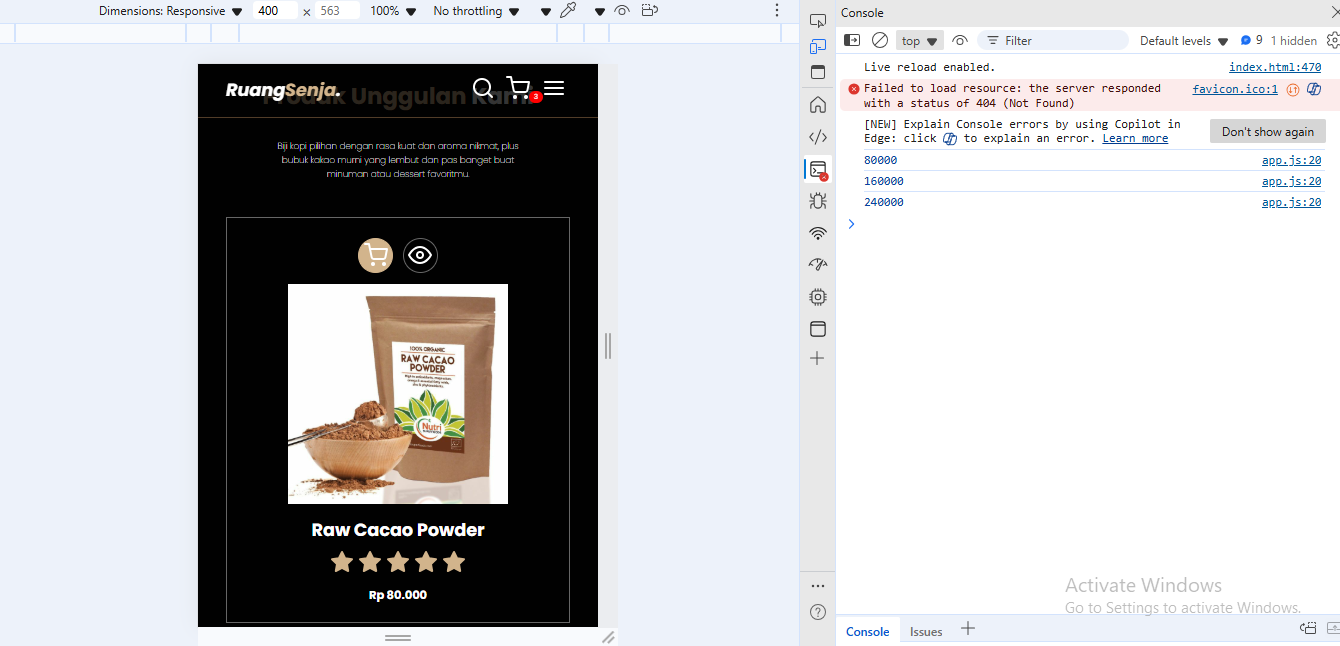 Dimensions: Responsive 400 × 563 100% No throttling
RuangSenja.
3
Produk Unggulan Kami
Biji kopi pilihan dengan rasa kuat dan aroma nikmat, plus
bubuk kakao murni yang lembut dan pas banget buat
minuman atau dessert favoritmu.
100% ORGANIC
RAW CACAO
POWDER
Nutri
Raw Cacao Powder
Rp 80.000
Console
top Filter Default levels 9 1 hidden
Live reload enabled. index.html:470
Failed to load resource: the server responded favicon.ico:1
with a status of 404 (Not Found)
[NEW] Explain Console errors by using Copilot in
Edge: click to explain an error. Learn more
Don't show again
80000 app.js:20
160000 app.js:20
240000 app.js:20
Activate Windows
Go to Settings to activate Windows.
Console Issues